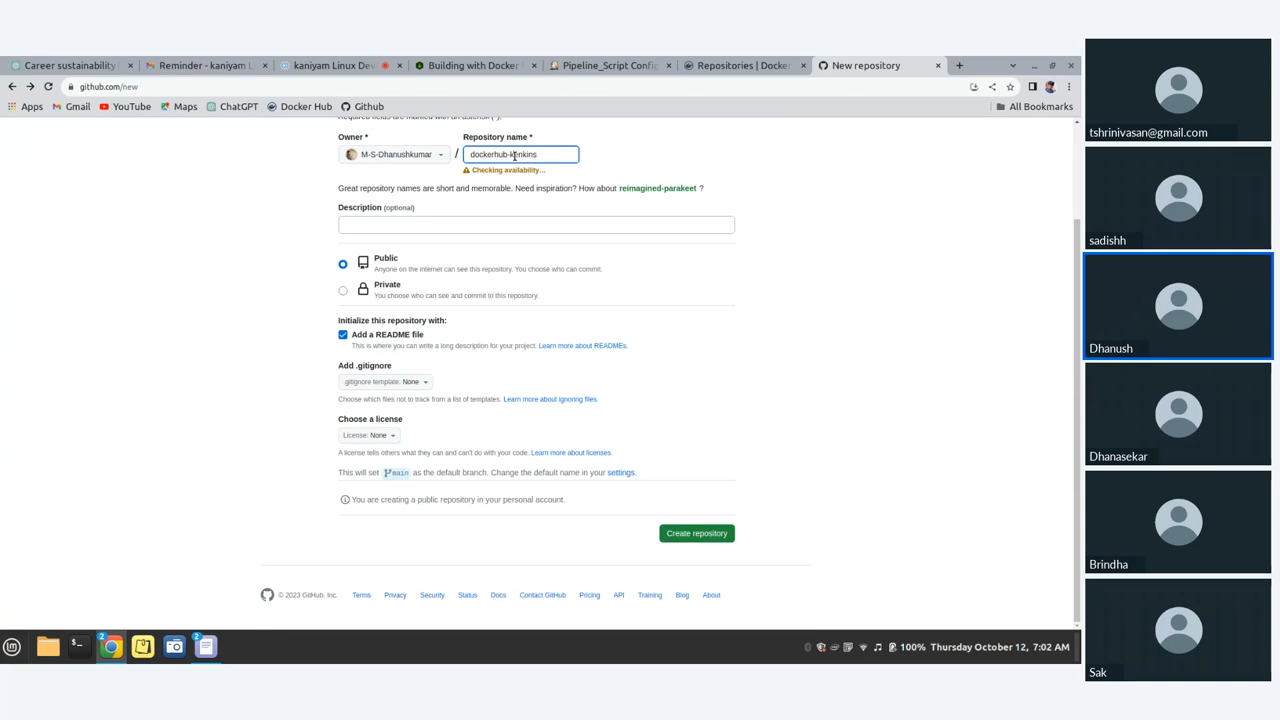 Career sustainability
Reminder - kaniyam L
kaniyam Linux Dev
Building with Docker
Pipeline_Script Config
Repositories | Docker
New repository
github.com/new
Apps
Gmail
YouTube
Maps
ChatGPT
Docker Hub
Github
All Bookmarks
Required fields are marked with an asterisk (*).
Owner *
Repository name *
M-S-Dhanushkumar
/
Checking availability…
Great repository names are short and memorable. Need inspiration? How about reimagined-parakeet ?
Description (optional)
Public
Anyone on the internet can see this repository. You choose who can commit.
Private
You choose who can see and commit to this repository.
Initialize this repository with:
Add a README file
This is where you can write a long description for your project. Learn more about READMEs.
Add .gitignore
.gitignore template: None
Choose which files not to track from a list of templates. Learn more about ignoring files.
Choose a license
License: None
A license tells others what they can and can't do with your code. Learn more about licenses.
This will set main as the default branch. Change the default name in your settings.
You are creating a public repository in your personal account.
Create repository
© 2023 GitHub, Inc.
Terms
Privacy
Security
Status
Docs
Contact GitHub
Pricing
API
Training
Blog
About
2
2
100%
Thursday October 12, 7:02 AM
tshrinivasan@gmail.com
sadishh
Dhanush
Dhanasekar
Brindha
Sak